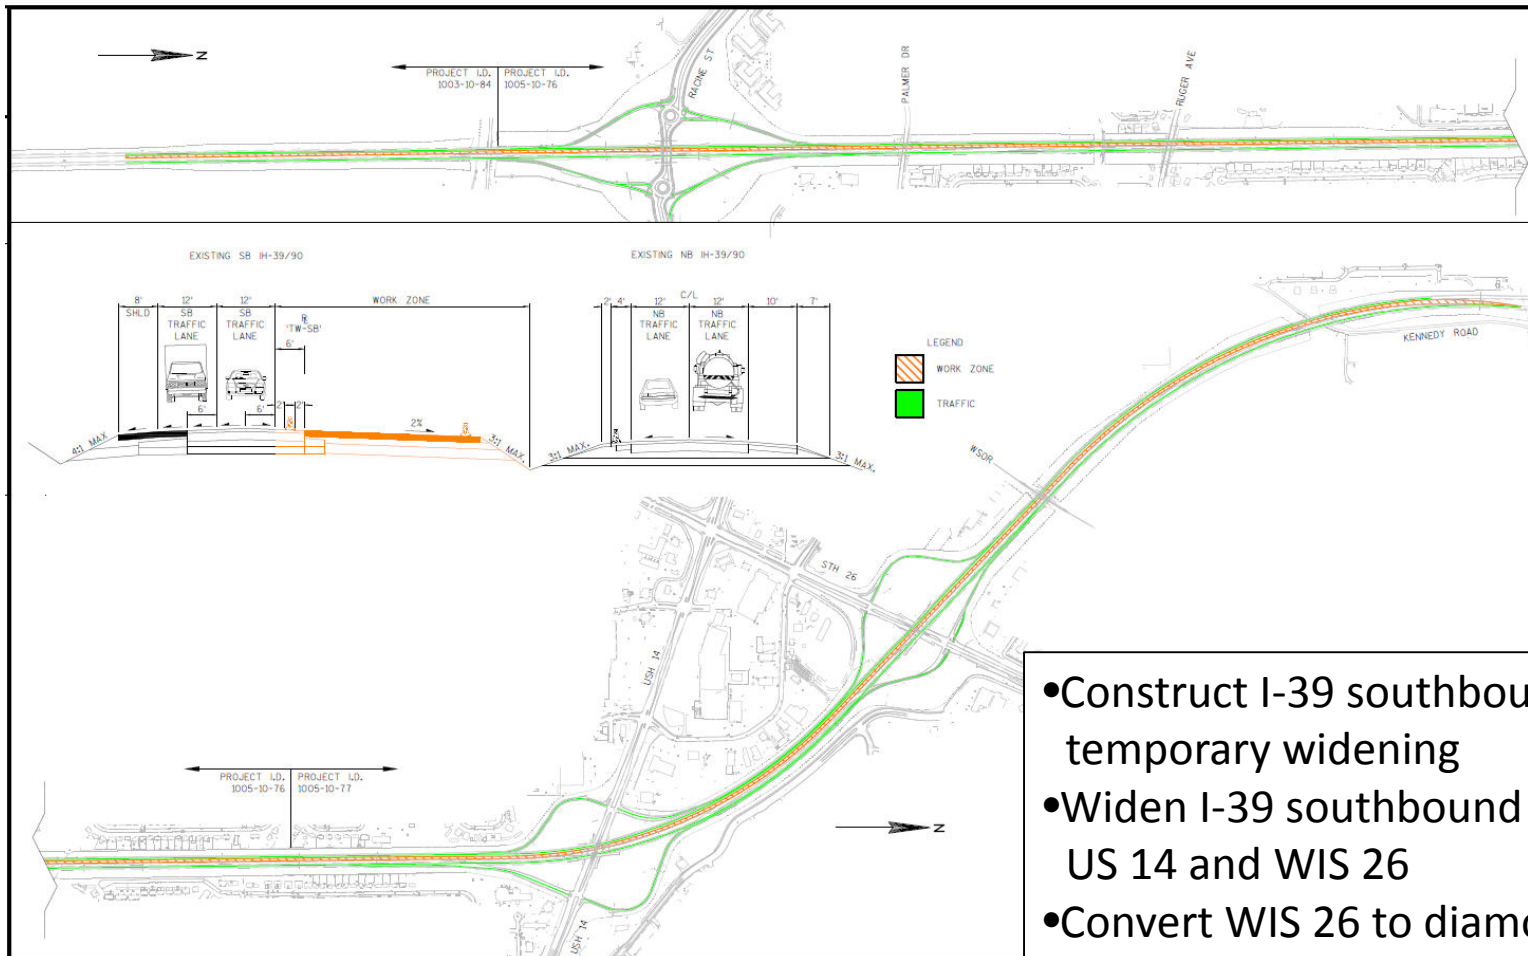 N
PROJECT I.D. PROJECT I.D.
1003-10-84 1005-10-76
RACINE ST
PALMER DR
RUGER AVE
EXISTING SB IH-39/90
EXISTING NB IH-39/90
8' 12' 12' WORK ZONE
SHLD SB TRAFFIC LANE SB TRAFFIC LANE
'TW-SB'
6'
6' 6' 2' 2'
2%
4:1 MAX
3:1 MAX.
C/L
2' 4' 12' 12' 10' 7'
NB TRAFFIC LANE NB TRAFFIC LANE
3:1 MAX.
3:1 MAX.
LEGEND
WORK ZONE
TRAFFIC
KENNEDY ROAD
WSOR
STH 26
USH 14
PROJECT I.D. PROJECT I.D.
1005-10-76 1005-10-77
N
USH 14
•Construct I-39 southbou
temporary widening
•Widen I-39 southbound
US 14 and WIS 26
•Convert WIS 26 to diamo